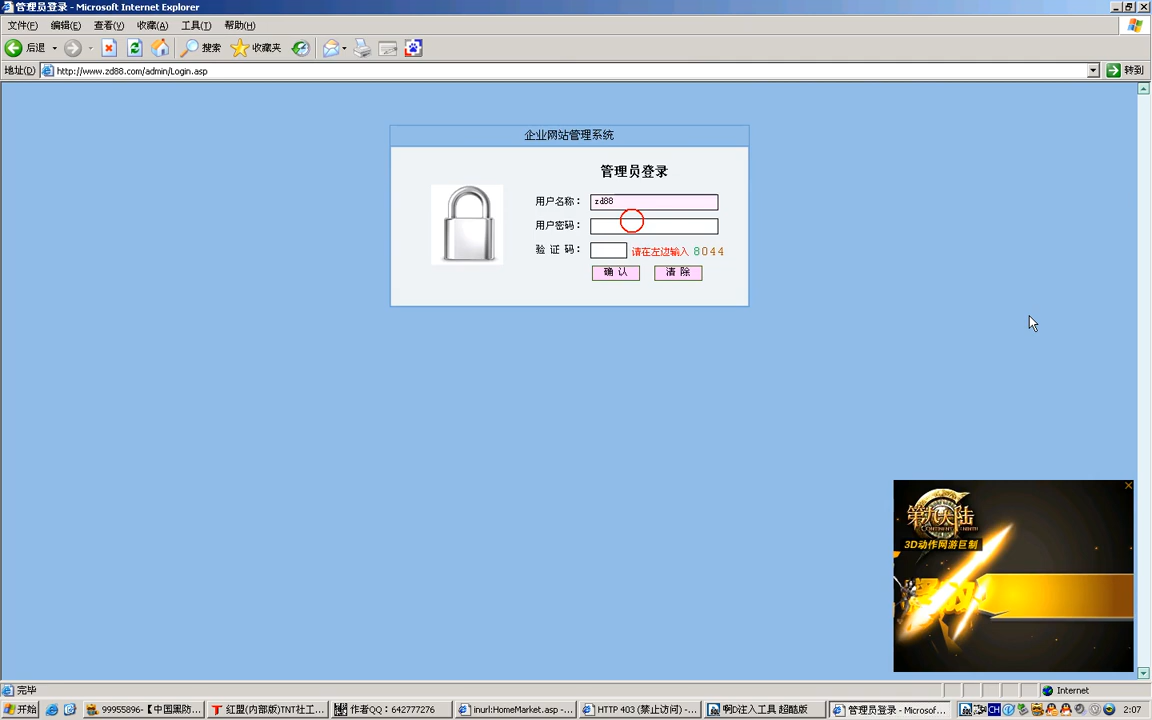 管理员登录 - Microsoft Internet Explorer
文件(F) 编辑(E) 查看(V) 收藏(A) 工具(T) 帮助(H)
后退 搜索 收藏夹
地址(D) http://www.zd88.com/admin/Login.asp 转到
企业网站管理系统
管理员登录
用户名称： zd88
用户密码：
验 证 码： 请在左边输入 8044
确 认 清 除
第九大陆
3D动作网游巨制
完毕 Internet
开始 99955896-【中国黑防... 红盟(内部版)TNT社工... 作者QQ：642777276 inurl:HomeMarket.asp -... HTTP 403 (禁止访问) -... 啊D注入工具 超酷版 管理员登录 - Microsof... CH 2:07